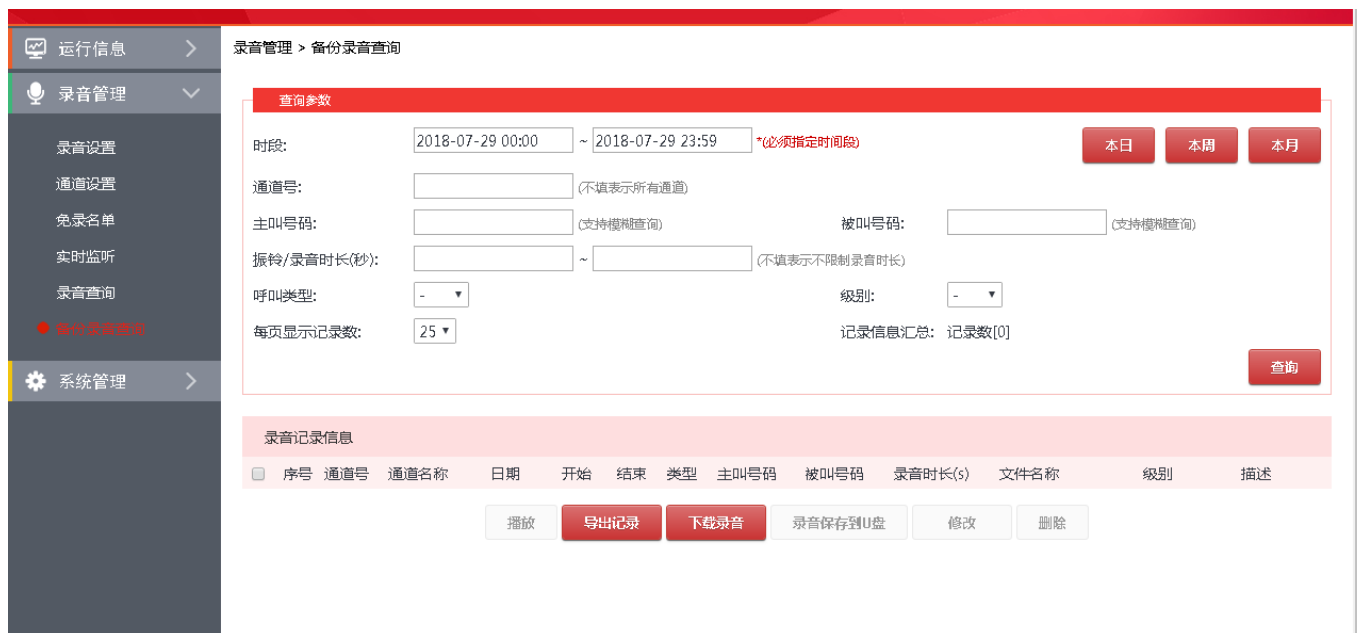 运行信息
录音管理 > 备份录音查询
录音管理
录音设置
通道设置
免录名单
实时监听
录音查询
备份录音查询
系统管理
查询参数
时段: 2018-07-29 00:00 ~ 2018-07-29 23:59 *(必须指定时间段) 本日 本周 本月
通道号: (不填表示所有通道)
主叫号码: (支持模糊查询) 被叫号码: (支持模糊查询)
振铃/录音时长(秒): ~ (不填表示不限制录音时长)
呼叫类型: - 级别: -
每页显示记录数: 25 记录信息汇总: 记录数[0]
查询
录音记录信息
序号 通道号 通道名称 日期 开始 结束 类型 主叫号码 被叫号码 录音时长(s) 文件名称 级别 描述
播放 导出记录 下载录音 录音保存到U盘 修改 删除